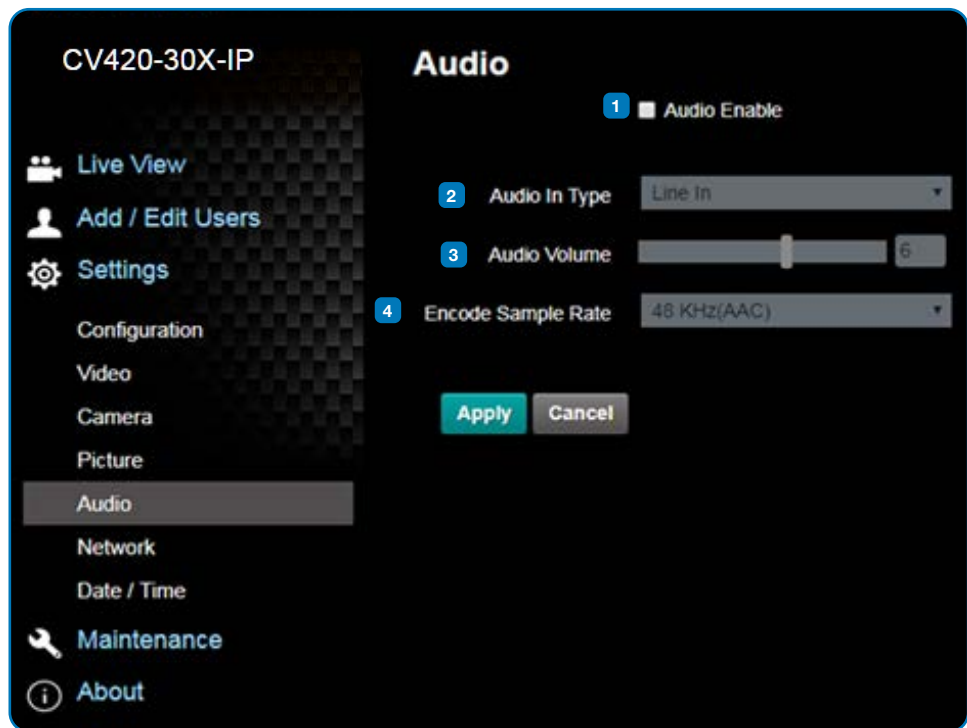 CV420-30X-IP
Live View
Add / Edit Users
Settings
Configuration
Video
Camera
Picture
Audio
Network
Date / Time
Maintenance
About
Audio
1 Audio Enable
2 Audio In Type Line In
3 Audio Volume 6
4 Encode Sample Rate 48 KHz(AAC)
Apply Cancel